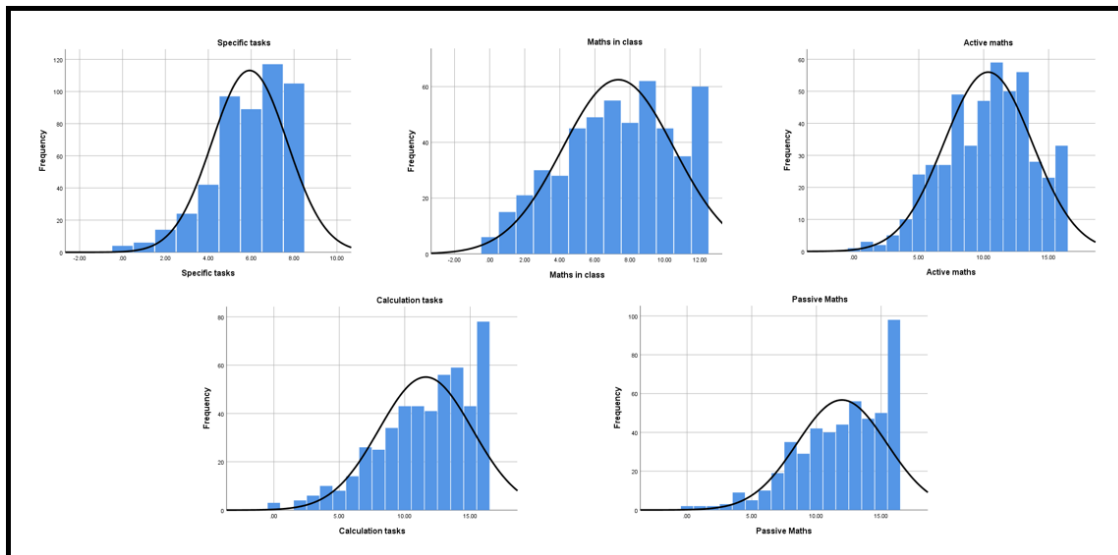 Specific tasks
Frequency
120
100
80
60
40
20
0
-2.00 .00 2.00 4.00 6.00 8.00 10.00
Specific tasks
Maths in class
Frequency
60
40
20
0
-2.00 .00 2.00 4.00 6.00 8.00 10.00 12.00
Maths in class
Active maths
Frequency
60
50
40
30
20
10
0
.00 5.00 10.00 15.00
Active maths
Calculation tasks
Frequency
80
60
40
20
0
.00 5.00 10.00 15.00
Calculation tasks
Passive Maths
Frequency
100
80
60
40
20
0
.00 5.00 10.00 15.00
Passive Maths